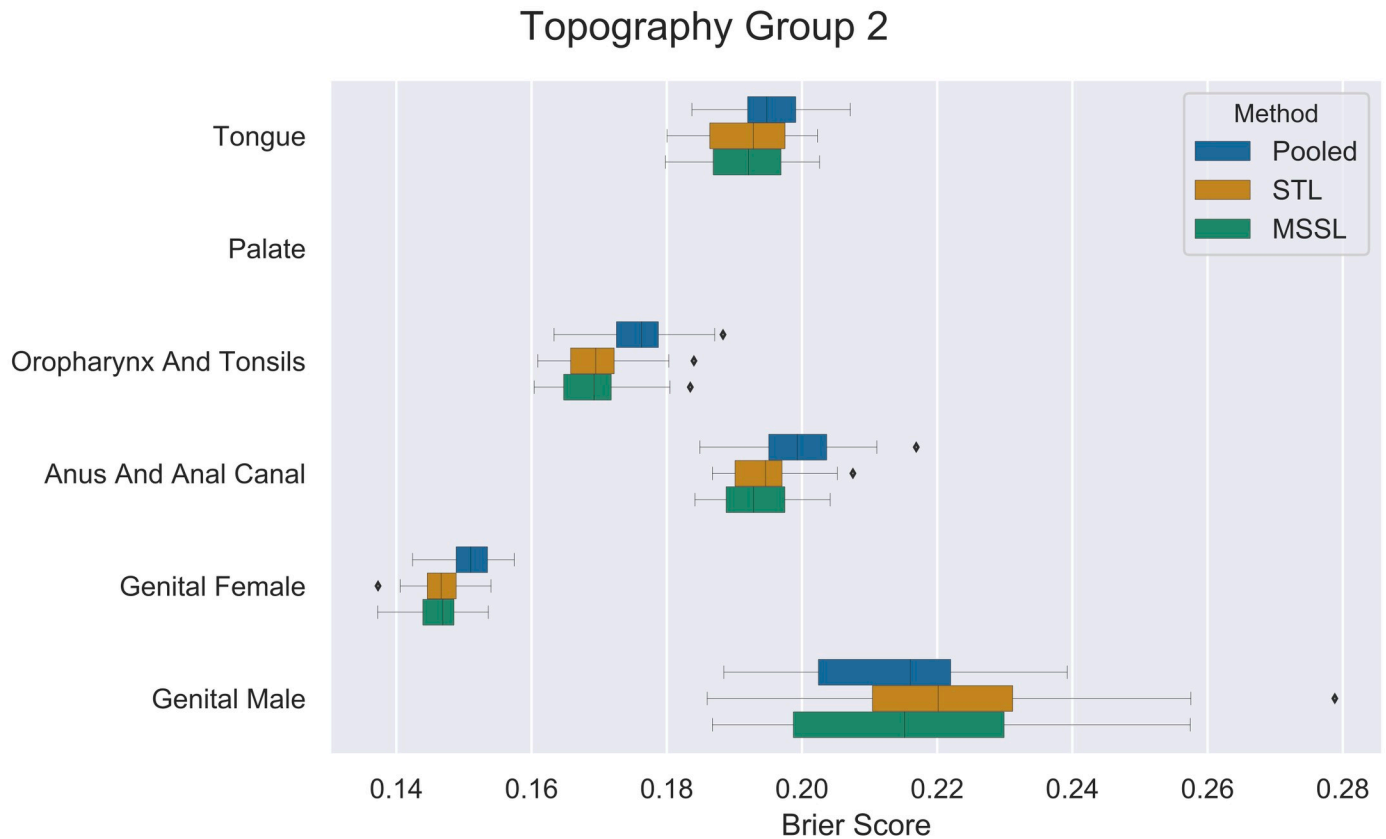 Topography Group 2
Method
Pooled
STL
MSSL
Tongue
Palate
Oropharynx And Tonsils
Anus And Anal Canal
Genital Female
Genital Male
0.14 0.16 0.18 0.20 0.22 0.24 0.26 0.28
Brier Score